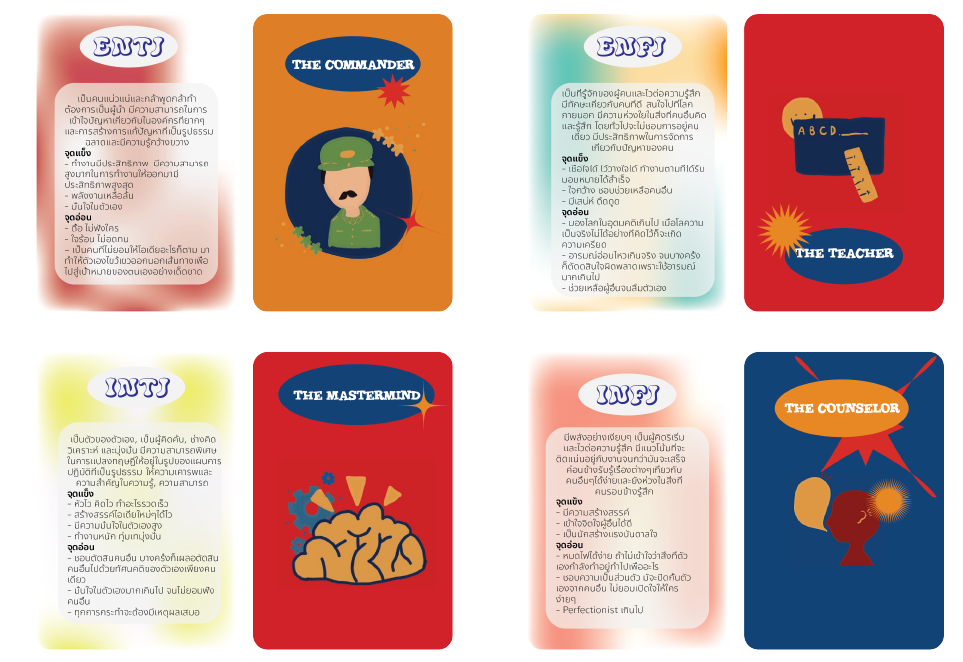 ENTJ
เป็นคนแน่วแน่และกล้าพูดกล้าทำ
ต้องการเป็นผู้นำ มีความสามารถในการ
เข้าใจปัญหาเกี่ยวกับในองค์กรที่ยากๆ
และการสร้างการแก้ปัญหาที่เป็นรูปธรรม
ฉลาดและมีความรู้กว้างขวาง
จุดแข็ง
- ทำงานมีประสิทธิภาพ มีความสามารถ
สูงมากในการทำงานให้ออกมามี
ประสิทธิภาพสูงสุด
- พลังงานเหลือล้น
- มั่นใจในตัวเอง
จุดอ่อน
- ดื้อ ไม่ฟังใคร
- ใจร้อน ไม่อดทน
- เป็นคนที่ไม่ยอมให้ไอเดียอะไรก็ตาม มา
ทำให้ตัวเองไขว้เขวออกนอกเส้นทางเพื่อ
ไปสู่เป้าหมายของตนเองอย่างเด็ดขาด
THE COMMANDER
ENFJ
เป็นที่รู้จักของผู้คนและไวต่อความรู้สึก
มีทักษะเกี่ยวกับคนที่ดี สนใจไปที่โลก
ภายนอก มีความห่วงใยในสิ่งที่คนอื่นคิด
และรู้สึก โดยทั่วไปจะไม่ชอบการอยู่คน
เดียว มีประสิทธิภาพในการจัดการ
เกี่ยวกับปัญหาของคน
จุดแข็ง
- เชื่อใจได้ ไว้วางใจได้ ทำงานตามที่ได้รับ
มอบหมายได้สำเร็จ
- ใจกว้าง ชอบช่วยเหลือคนอื่น
- มีเสน่ห์ ดึงดูด
จุดอ่อน
- มองโลกในอุดมคติเกินไป เมื่อโลกความ
เป็นจริงไม่ได้อย่างที่คิดไว้ก็จะเกิด
ความเครียด
- อารมณ์อ่อนไหวเกินจริง จนบางครั้ง
ก็ตัดสินใจผิดพลาดเพราะใช้อารมณ์
มากเกินไป
- ช่วยเหลือผู้อื่นจนลืมตัวเอง
ABCD
THE TEACHER
INTJ
เป็นตัวของตัวเอง, เป็นผู้คิดค้น, ช่างคิด
วิเคราะห์ และมุ่งมั่น มีความสามารถพิเศษ
ในการแปลงทฤษฎีให้อยู่ในรูปของแผนการ
ปฏิบัติที่เป็นรูปธรรม ให้ความเคารพและ
ความสำคัญในความรู้, ความสามารถ
จุดแข็ง
- หัวไว คิดไว ทำอะไรรวดเร็ว
- สร้างสรรค์ไอเดียใหม่ๆได้ไว
- มีความมั่นใจในตัวเองสูง
- ทำงานหนัก ทุ่มเทมุ่งมั่น
จุดอ่อน
- ชอบตัดสินคนอื่น บางครั้งก็เผลอตัดสิน
คนอื่นไปด้วยทัศนคติของตัวเองเพียงคน
เดียว
- มั่นใจในตัวเองมากเกินไป จนไม่ยอมฟัง
คนอื่น
- ทุกการกระทำจะต้องมีเหตุผลเสมอ
THE MASTERMIND
INFJ
มีพลังอย่างเงียบๆ เป็นผู้คิดริเริ่ม
และไวต่อความรู้สึก มีแนวโน้มที่จะ
ติดแน่นอยู่กับงานจนกว่ามันจะเสร็จ
ค่อนข้างรับรู้เรื่องต่างๆเกี่ยวกับ
คนอื่นๆได้ง่ายและยังห่วงในสิ่งที่
คนรอบข้างรู้สึก
จุดแข็ง
- มีความสร้างสรรค์
- เข้าใจจิตใจผู้อื่นได้ดี
- เป็นนักสร้างแรงบันดาลใจ
จุดอ่อน
- หมดไฟได้ง่าย ถ้าไม่เข้าใจว่าสิ่งที่ตัว
เองกำลังทำอยู่ทำไปเพื่ออะไร
- ชอบความเป็นส่วนตัว มักจะปิดกั้นตัว
เองจากคนอื่น ไม่ยอมเปิดใจให้ใคร
ง่ายๆ
- Perfectionist เกินไป
THE COUNSELOR